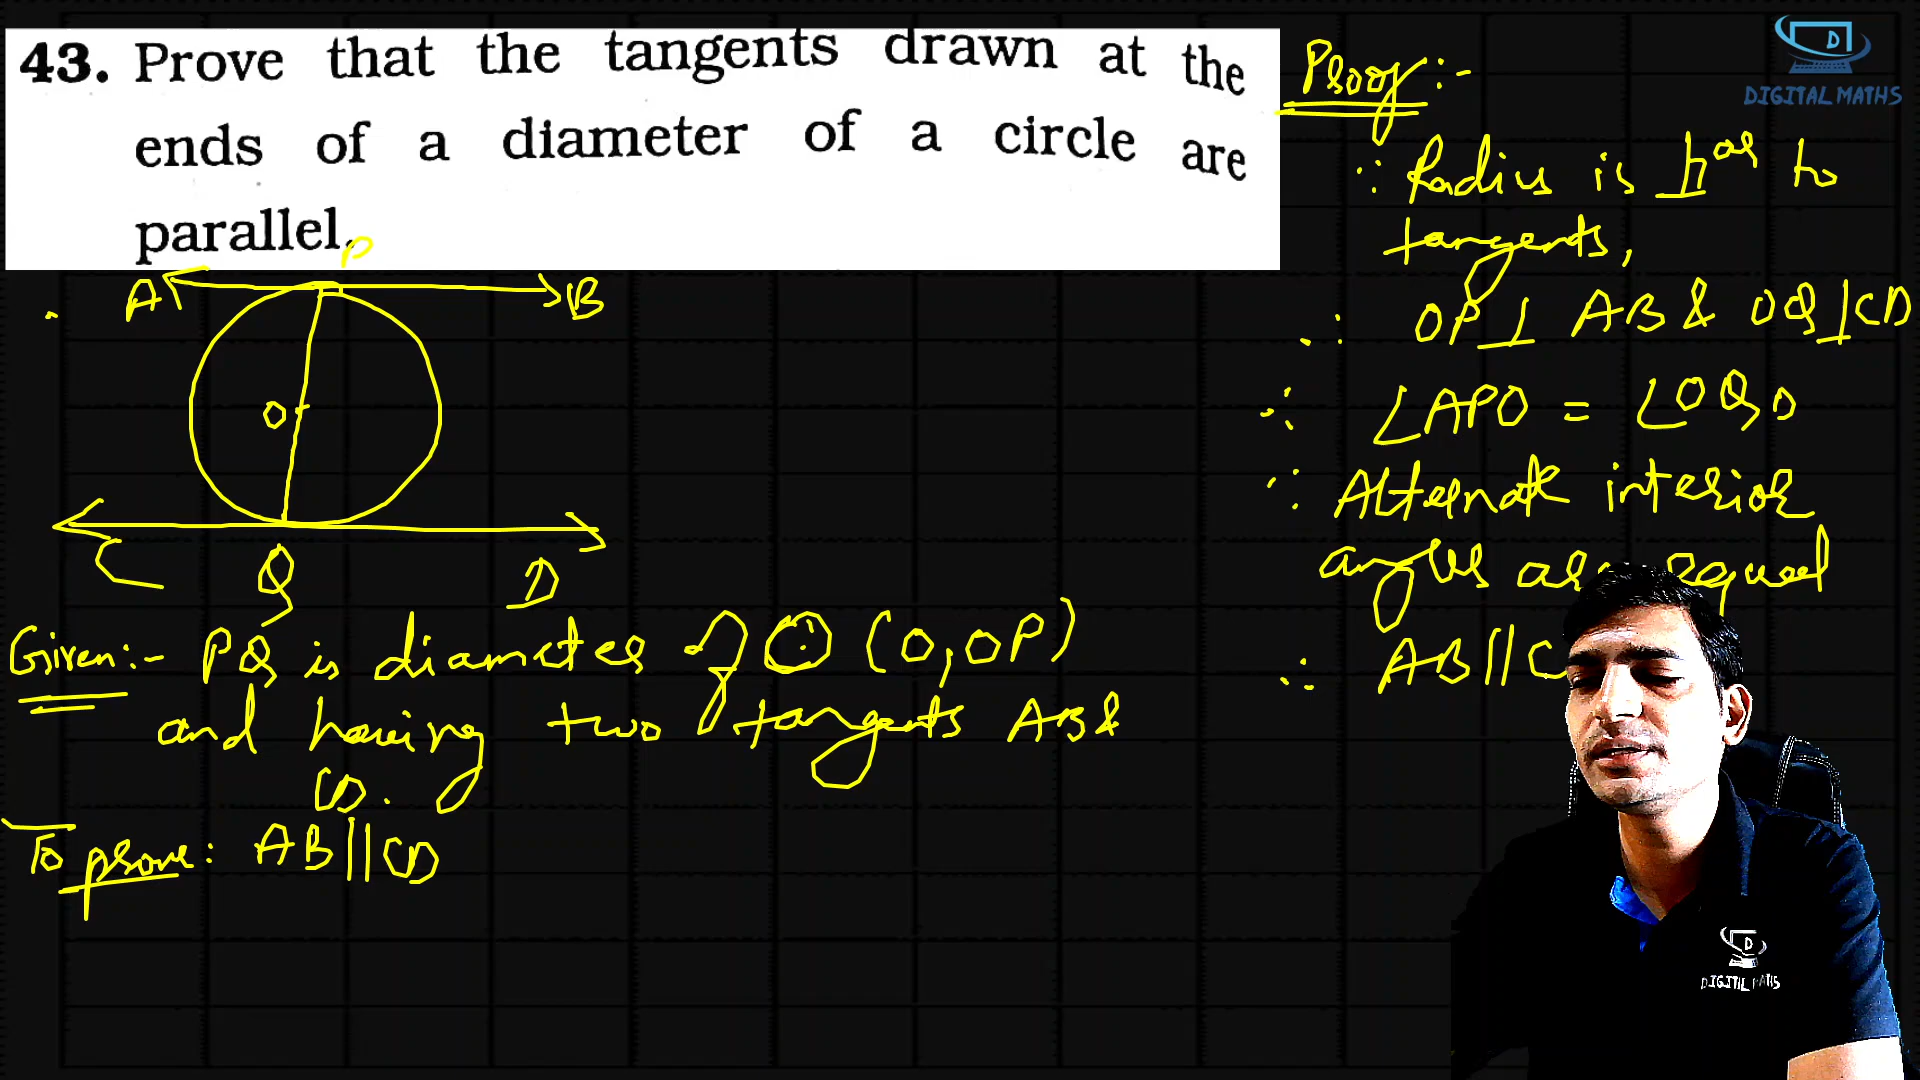 43. Prove that the tangents drawn at the
ends of a diameter of a circle are
parallel.
P
A B
O
C Q D
Given:- PQ is diameter of ⊙ (O, OP)
and having two tangents AB &
CD.
To prove: AB || CD
Proof:-
∵ Radius is to
tangents,
∴ OP ⊥ AB & OQ ⊥ CD
∴ ∠APO = ∠OQD
∵ Alternate interior
angles are equal
∴ AB || C
D
DIGITAL MATHS
D
DIGITAL MATHS